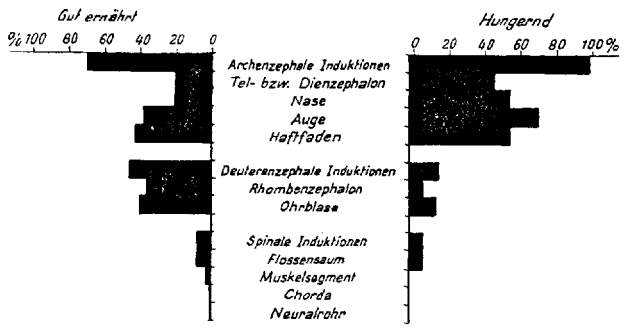 Gut ernährt
Hungernd
% 100 80 60 40 20 0
0 20 40 60 80 100 %
Archenzephale Induktionen
Tel- bzw. Dienzephalon
Nase
Auge
Haftfaden
Deuterenzephale Induktionen
Rhombenzephalon
Ohrblase
Spinale Induktionen
Flossensaum
Muskelsegment
Chorda
Neuralrohr